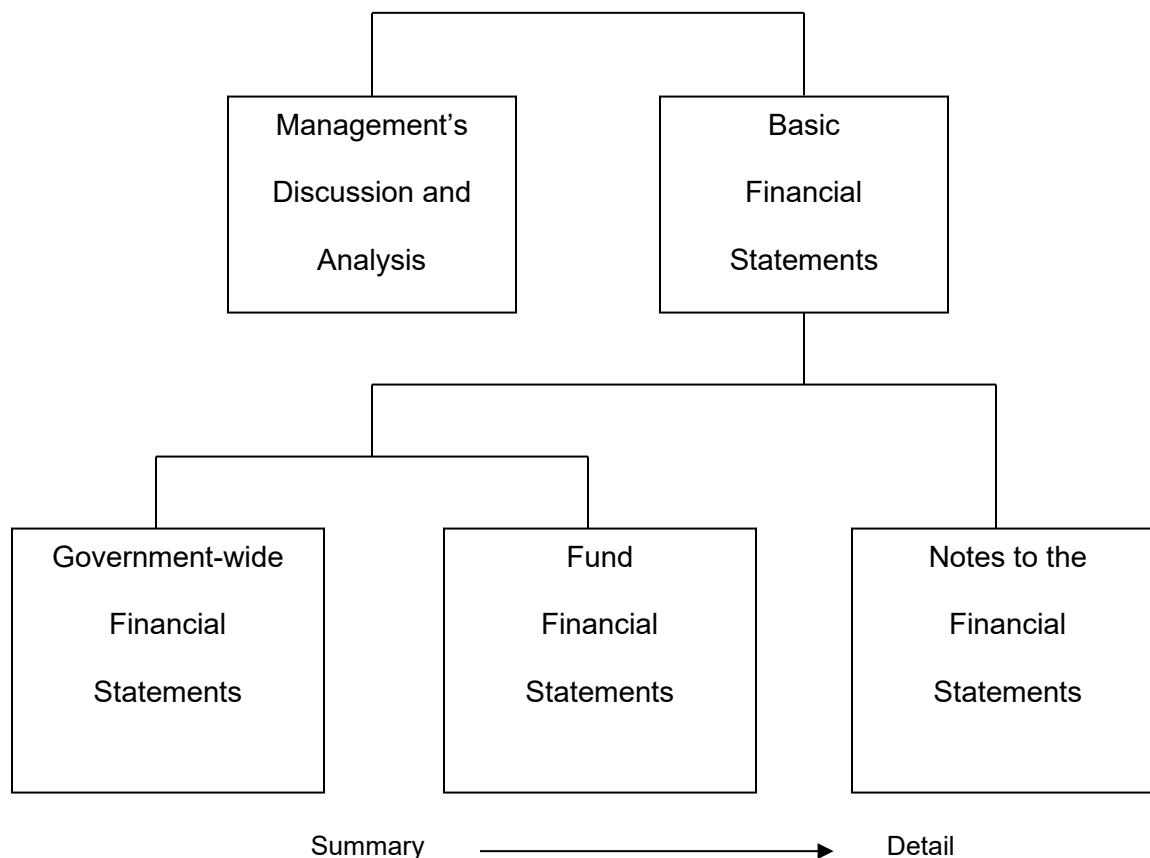 Management’s
Discussion and
Analysis
Basic
Financial
Statements
Government-wide
Financial
Statements
Fund
Financial
Statements
Notes to the
Financial
Statements
Summary
Detail